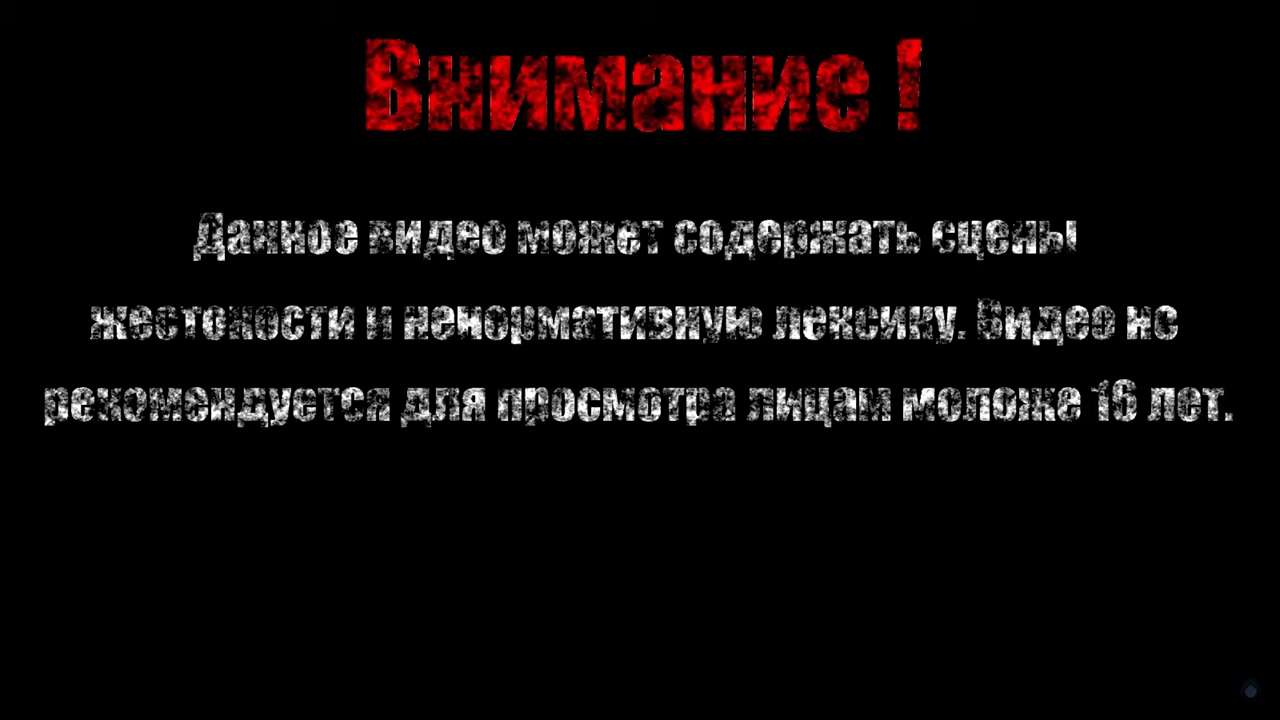 Внимание !
Данное видео может содержать сцены
жестокости и ненормативную лексику. Видео не
рекомендуется для просмотра лицам моложе 16 лет.